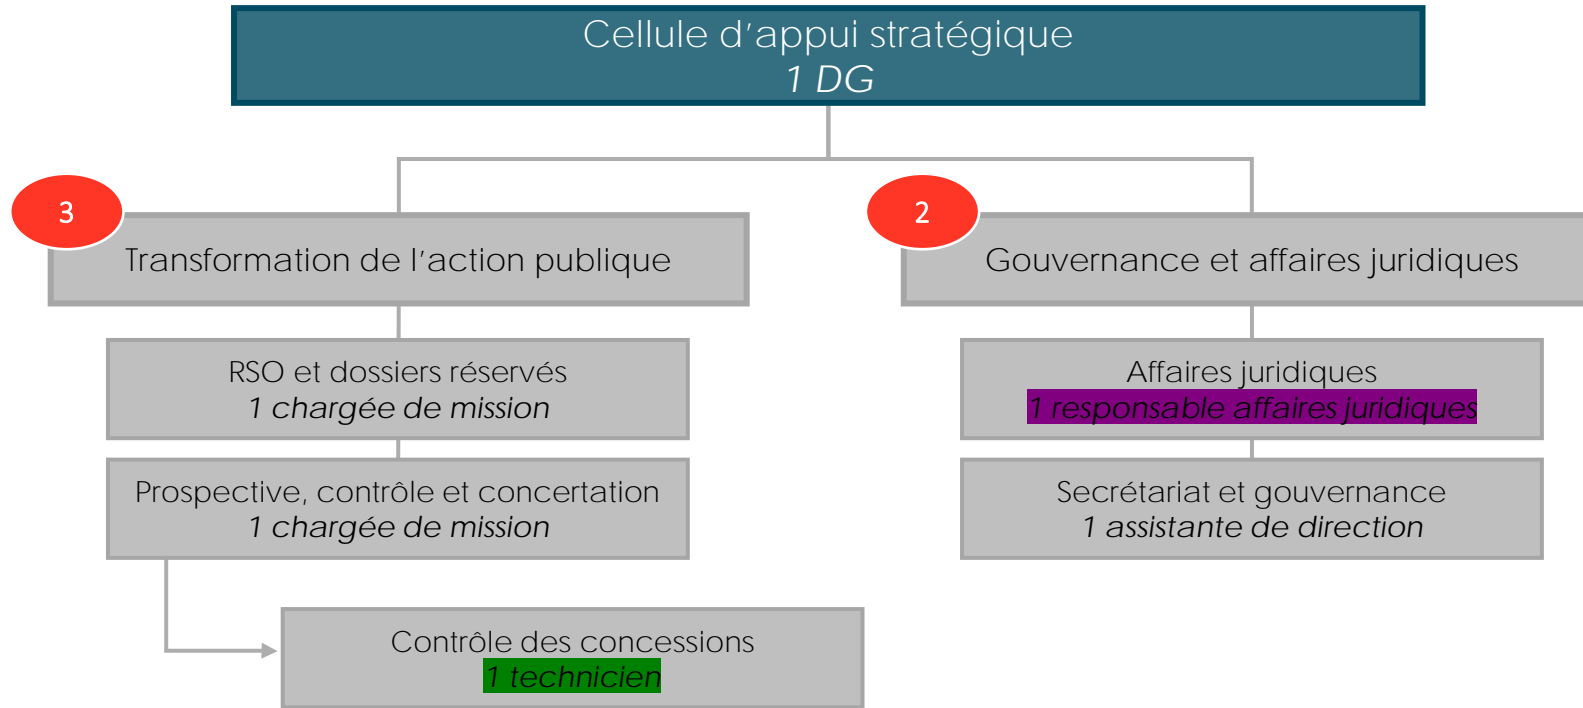 Cellule d'appui stratégique
1 DG
3
Transformation de l'action publique
RSO et dossiers réservés
1 chargée de mission
Prospective, contrôle et concertation
1 chargée de mission
Contrôle des concessions
1 technicien
2
Gouvernance et affaires juridiques
Affaires juridiques
1 responsable affaires juridiques
Secrétariat et gouvernance
1 assistante de direction